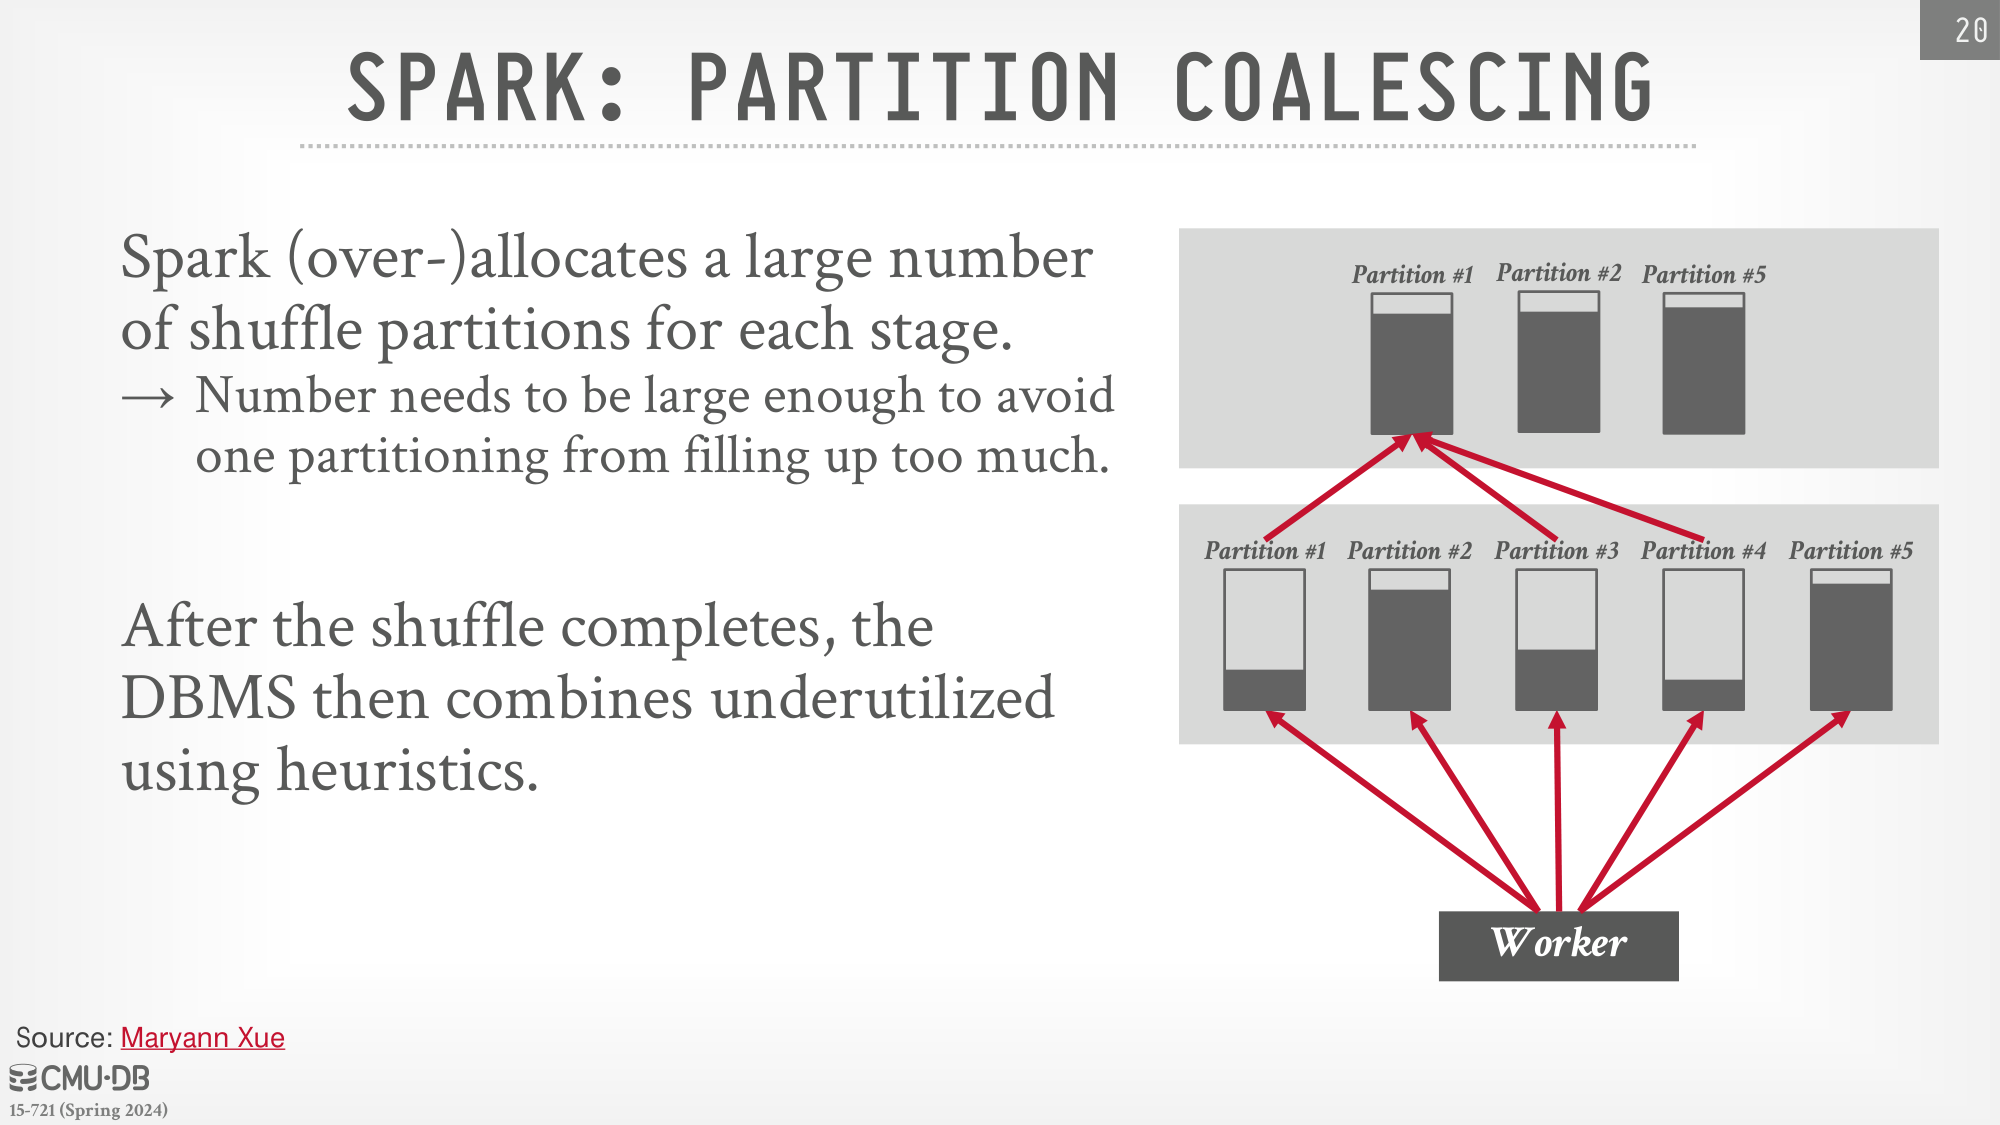 20
SPARK: PARTITION COALESCING
Spark (over-)allocates a large number
of shuffle partitions for each stage.
→ Number needs to be large enough to avoid
one partitioning from filling up too much.
After the shuffle completes, the
DBMS then combines underutilized
using heuristics.
Partition #1 Partition #2 Partition #5
Partition #1 Partition #2 Partition #3 Partition #4 Partition #5
Worker
Source: Maryann Xue
CMU·DB
15-721 (Spring 2024)